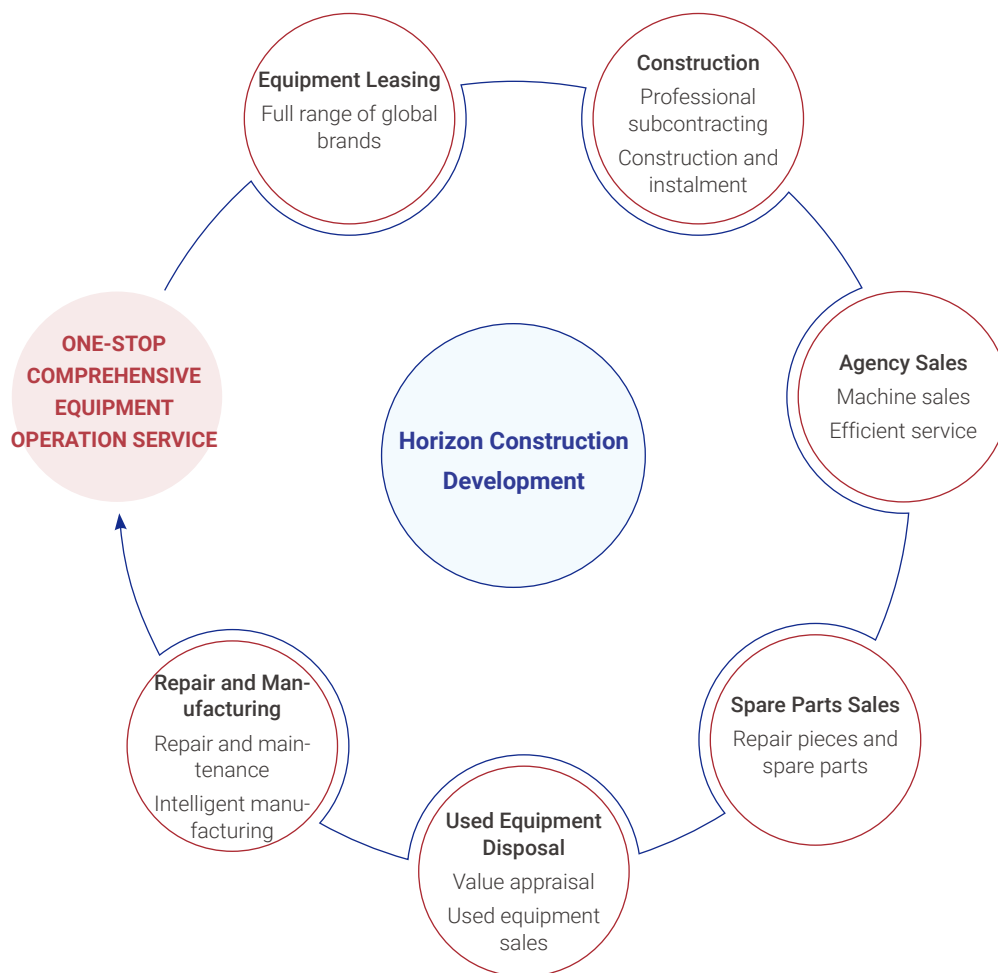 Equipment Leasing
Full range of global
brands
Construction
Professional
subcontracting
Construction and
instalment
Agency Sales
Machine sales
Efficient service
Spare Parts Sales
Repair pieces and
spare parts
Used Equipment
Disposal
Value appraisal
Used equipment
sales
Repair and Man-
ufacturing
Repair and main-
tenance
Intelligent manu-
facturing
ONE-STOP
COMPREHENSIVE
EQUIPMENT
OPERATION SERVICE
Horizon Construction
Development